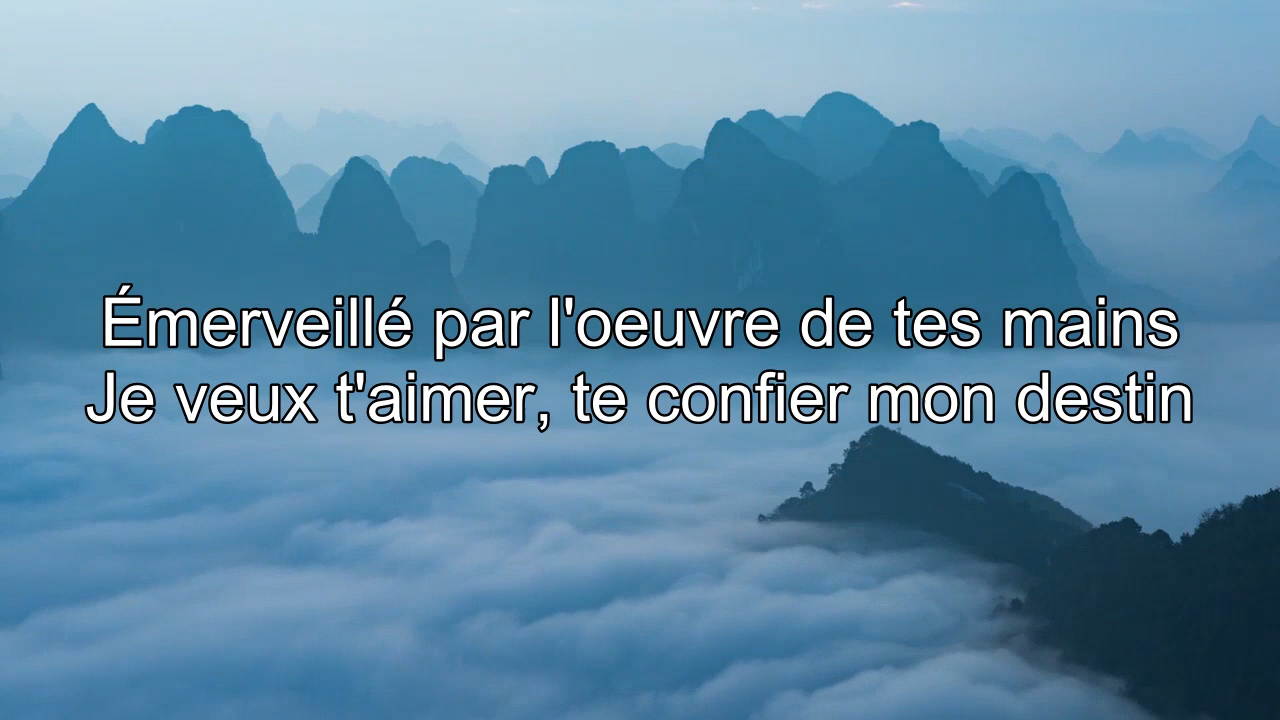 Émerveillé par l'oeuvre de tes mains
Je veux t'aimer, te confier mon destin